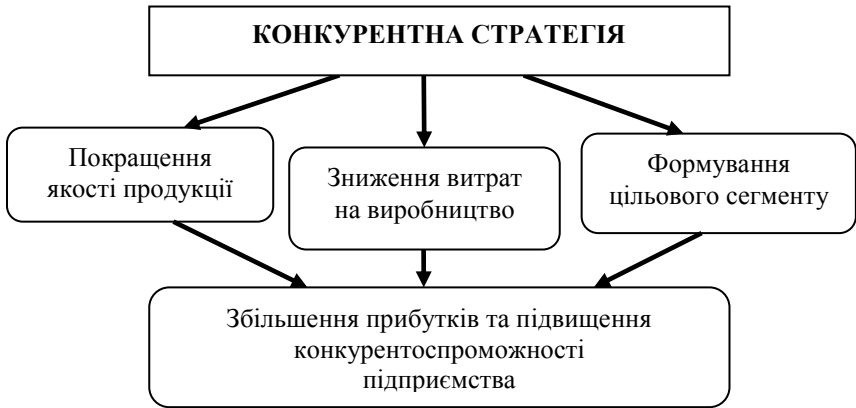 КОНКУРЕНТНА СТРАТЕГІЯ
Покращення
якості продукції
Зниження витрат
на виробництво
Формування
цільового сегменту
Збільшення прибутків та підвищення
конкурентоспроможності
підприємства